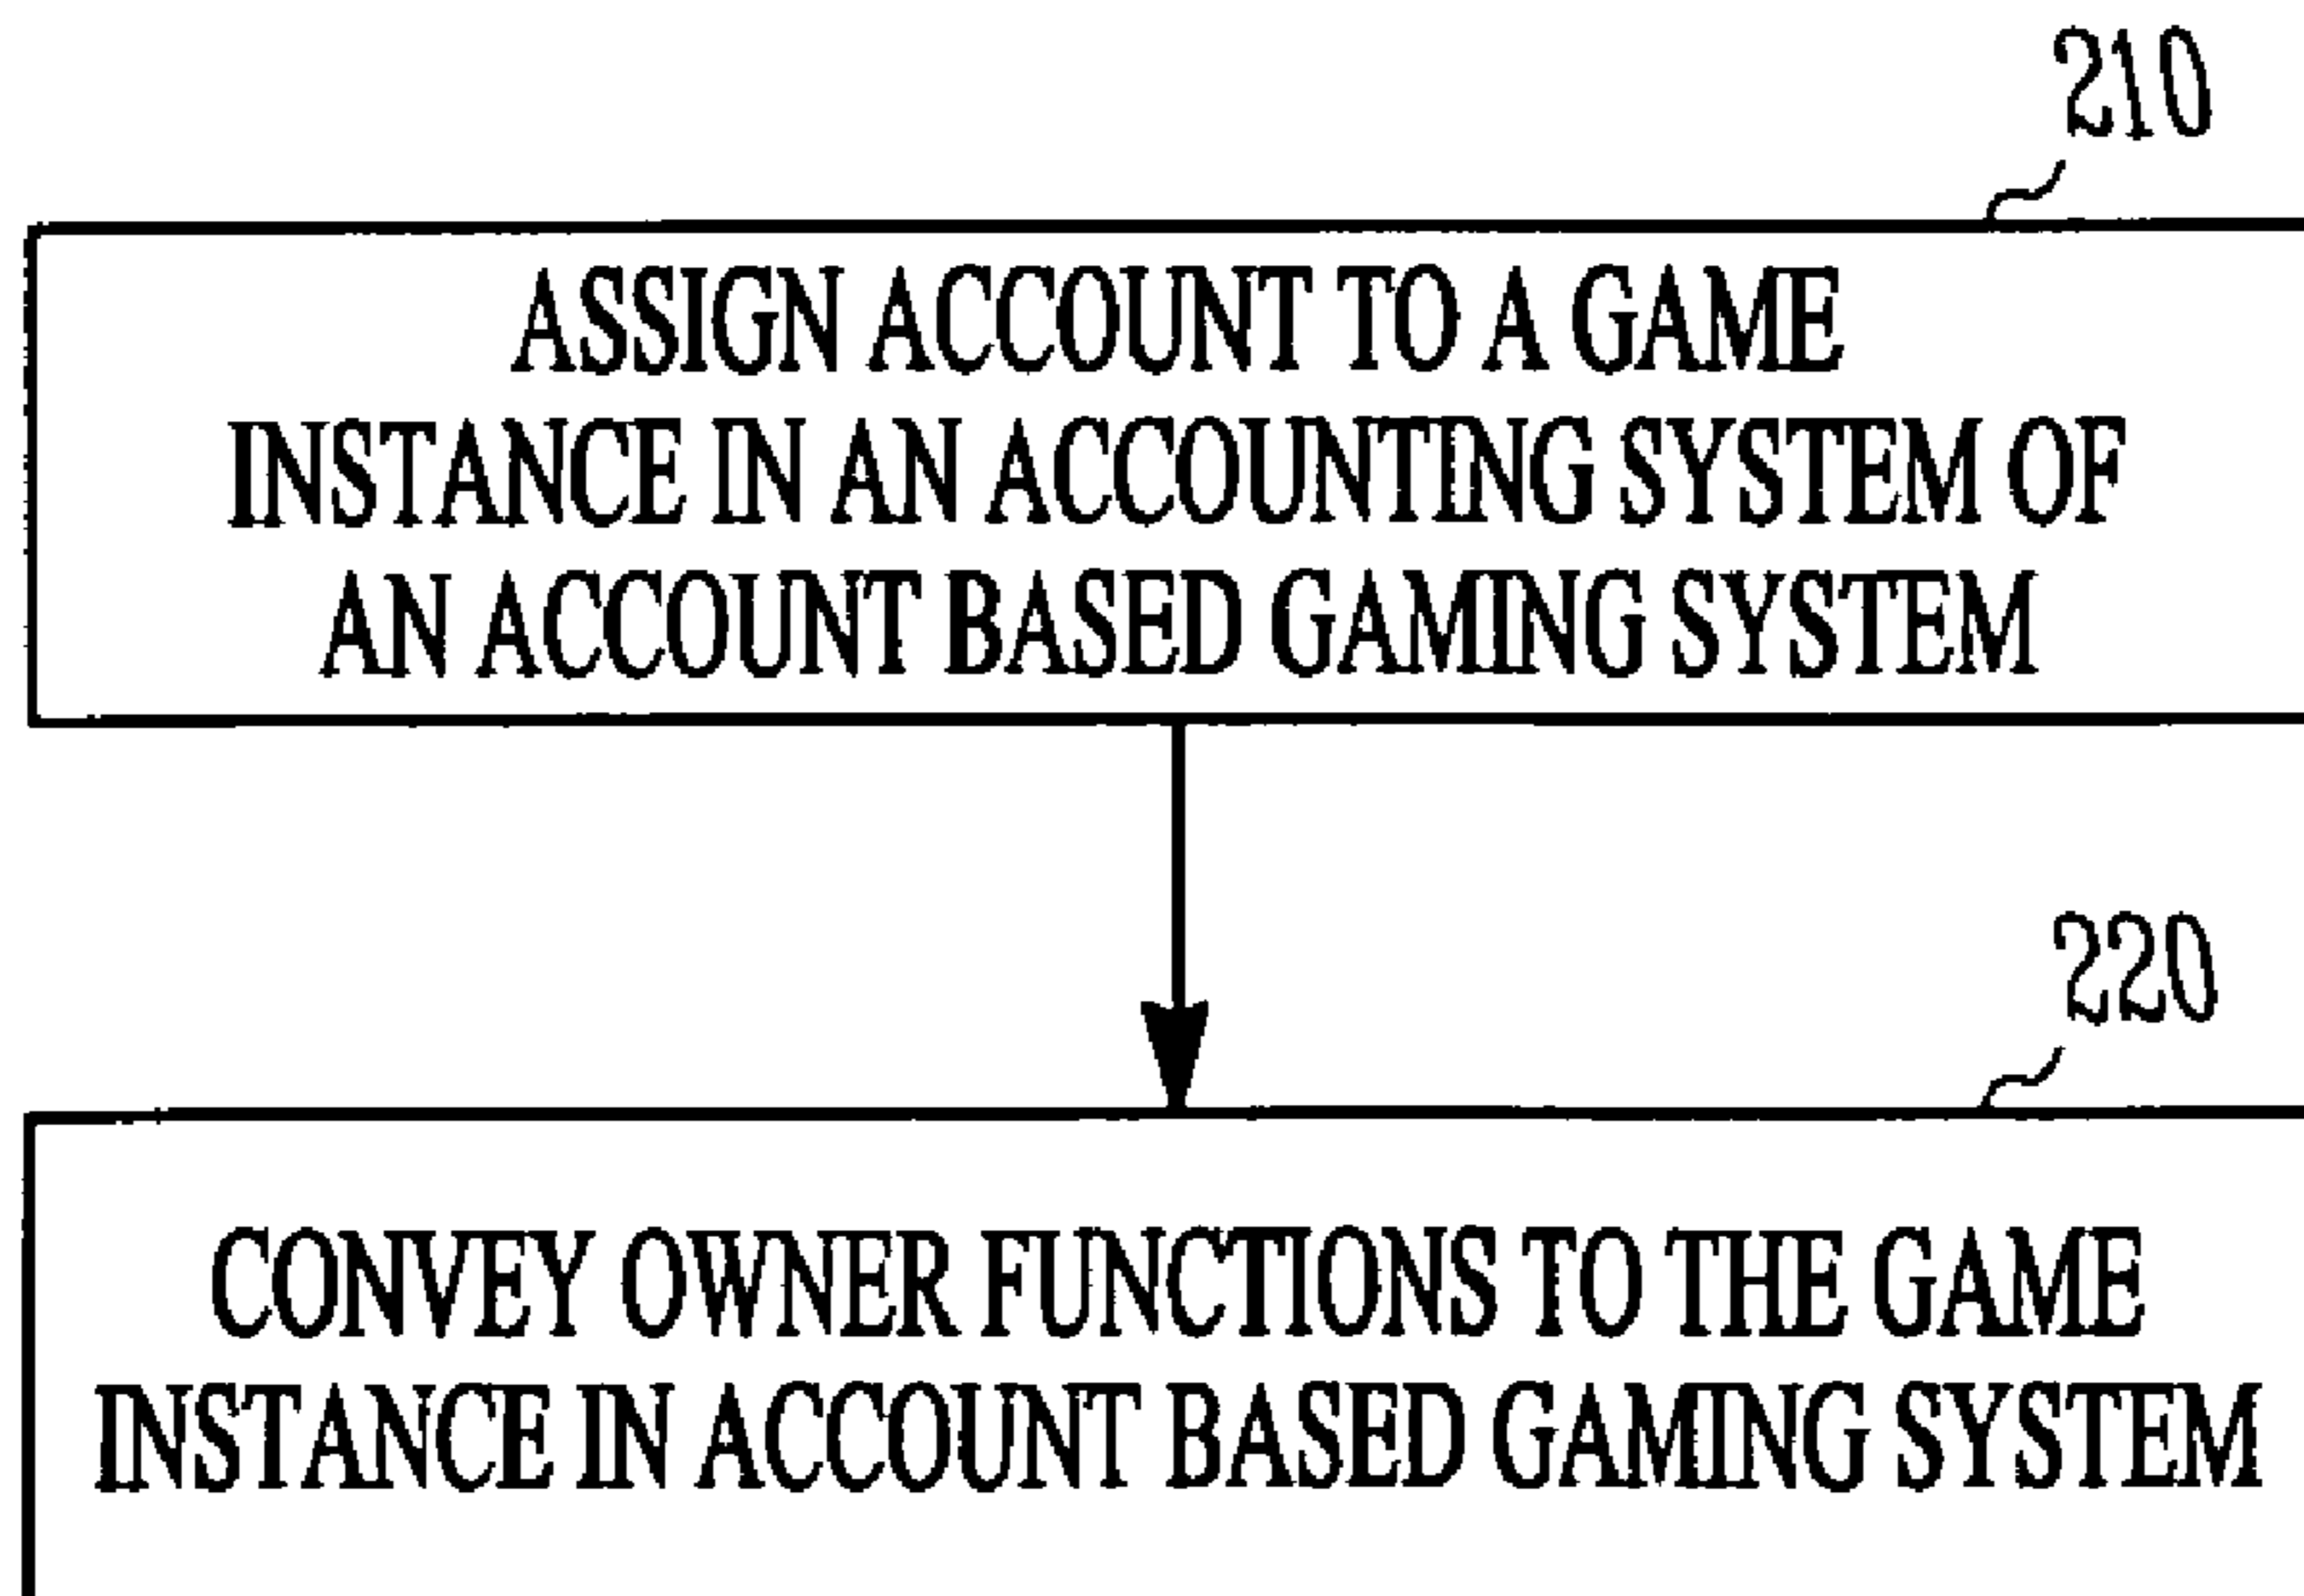 210
ASSIGN ACCOUNT TO A GAME
INSTANCE IN AN ACCOUNTING SYSTEM OF
AN ACCOUNT BASED GAMING SYSTEM
220
CONVEY OWNER FUNCTIONS TO THE GAME
INSTANCE IN ACCOUNT BASED GAMING SYSTEM